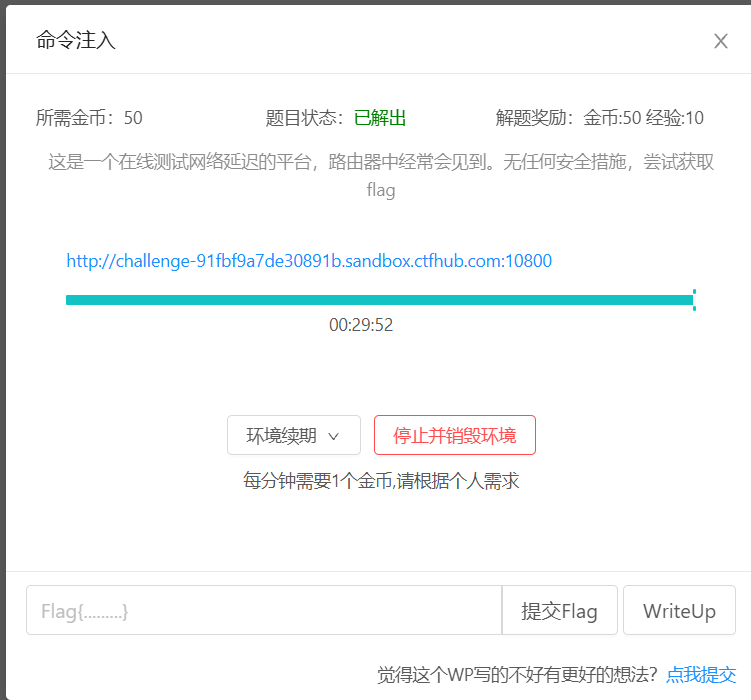 命令注入
所需金币：50 题目状态：已解出 解题奖励：金币:50 经验:10
这是一个在线测试网络延迟的平台，路由器中经常会见到。无任何安全措施，尝试获取
flag
http://challenge-91fbf9a7de30891b.sandbox.ctfhub.com:10800
00:29:52
环境续期 停止并销毁环境
每分钟需要1个金币,请根据个人需求
Flag{.........} 提交Flag WriteUp
觉得这个WP写的不好有更好的想法？点我提交